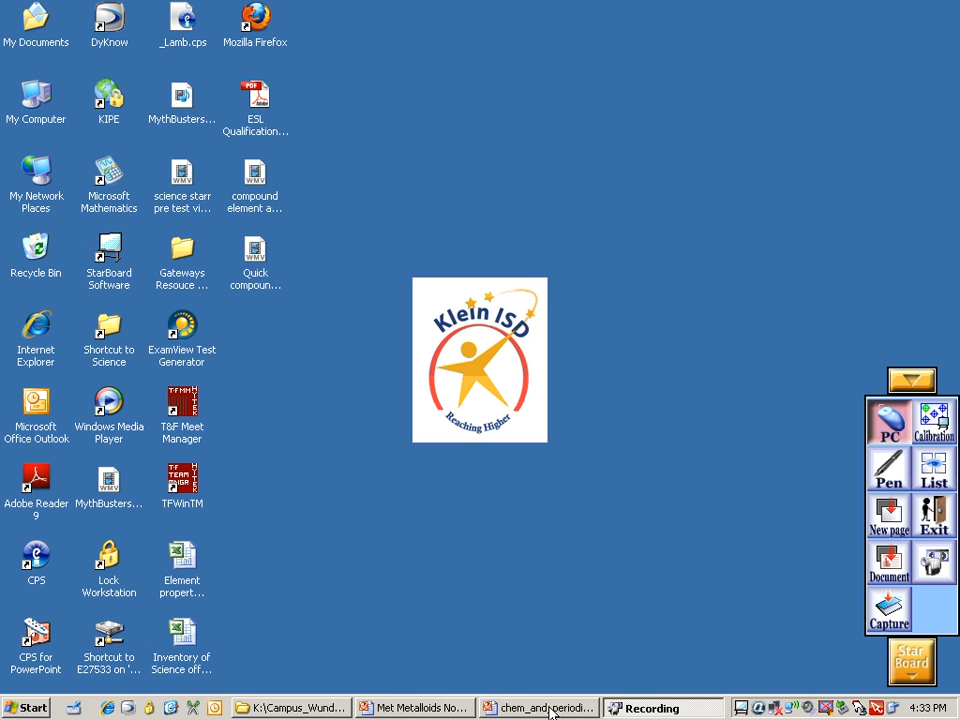 My Documents
DyKnow
_Lamb.cps
Mozilla Firefox
My Computer
KIPE
MythBusters...
ESL
Qualification...
My Network
Places
Microsoft
Mathematics
science starr
pre test vi...
compound
element a...
Recycle Bin
StarBoard
Software
Gateways
Resouce ...
Quick
compoun...
Internet
Explorer
Shortcut to
Science
ExamView Test
Generator
Klein ISD
Reaching Higher
Microsoft
Office Outlook
Windows Media
Player
T&F Meet
Manager
Adobe Reader
9
MythBusters...
TFWinTM
CPS
Lock
Workstation
Element
propert...
CPS for
PowerPoint
Shortcut to
E27533 on '...
Inventory of
Science off...
PC
Calibration
Pen
List
New page
Exit
Document
Capture
Star
Board
Start
K:\Campus_Wund...
Met Metalloids No...
chem_and_periodi...
Recording
4:33 PM